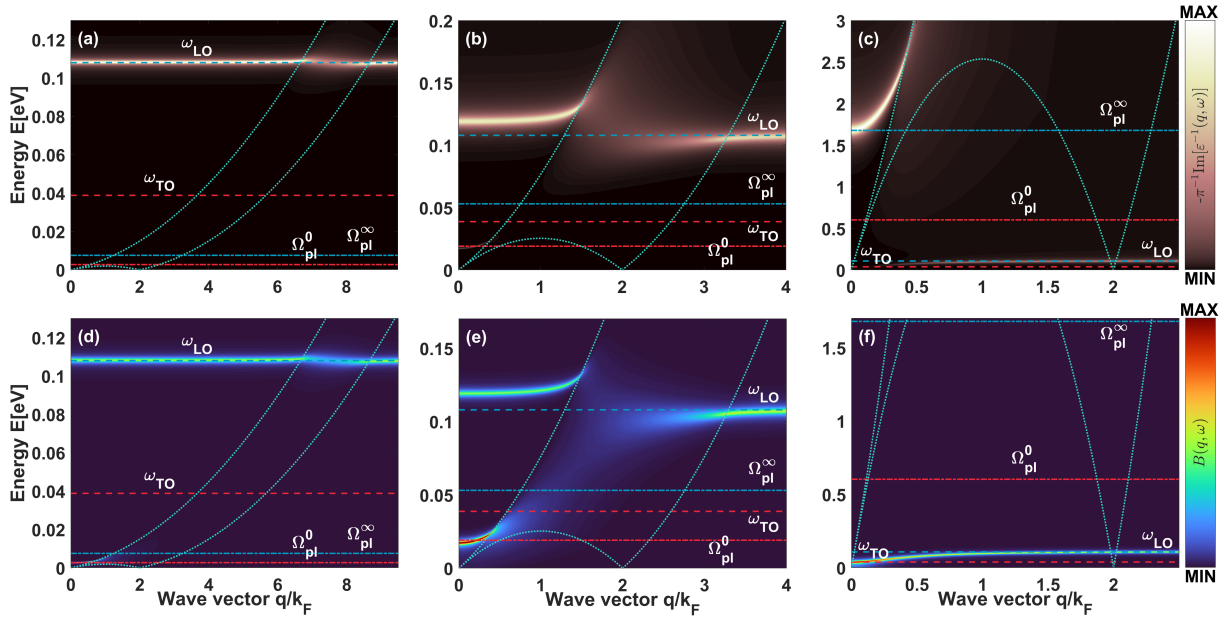 (a)
ω_LO
ω_TO
Ω_pl^0
Ω_pl^∞
0.12
0.1
0.08
0.06
0.04
0.02
0
Energy E[eV]
0 2 4 6 8
(b)
ω_LO
Ω_pl^∞
ω_TO
Ω_pl^0
0.2
0.15
0.1
0.05
0
0 1 2 3 4
(c)
Ω_pl^∞
Ω_pl^0
ω_TO
ω_LO
3
2.5
2
1.5
1
0.5
0
0 0.5 1 1.5 2
MAX
-π⁻¹Im[ε⁻¹(q,ω)]
MIN
(d)
ω_LO
ω_TO
Ω_pl^0
Ω_pl^∞
0.12
0.1
0.08
0.06
0.04
0.02
0
Energy E[eV]
0 2 4 6 8
Wave vector q/k_F
(e)
ω_LO
Ω_pl^∞
ω_TO
Ω_pl^0
0.15
0.1
0.05
0
0 1 2 3 4
Wave vector q/k_F
(f)
Ω_pl^∞
Ω_pl^0
ω_TO
ω_LO
1.5
1
0.5
0
0 0.5 1 1.5 2
Wave vector q/k_F
MAX
B(q,ω)
MIN